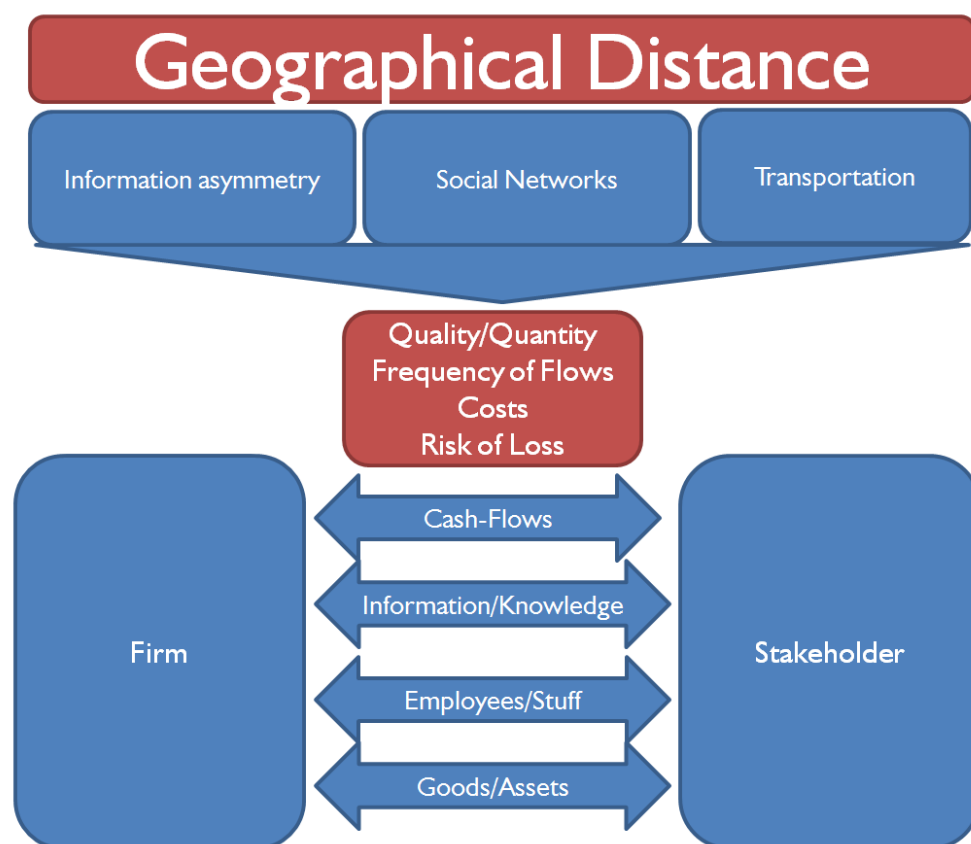 Geographical Distance
Information asymmetry
Social Networks
Transportation
Quality/Quantity
Frequency of Flows
Costs
Risk of Loss
Cash-Flows
Information/Knowledge
Firm
Stakeholder
Employees/Stuff
Goods/Assets